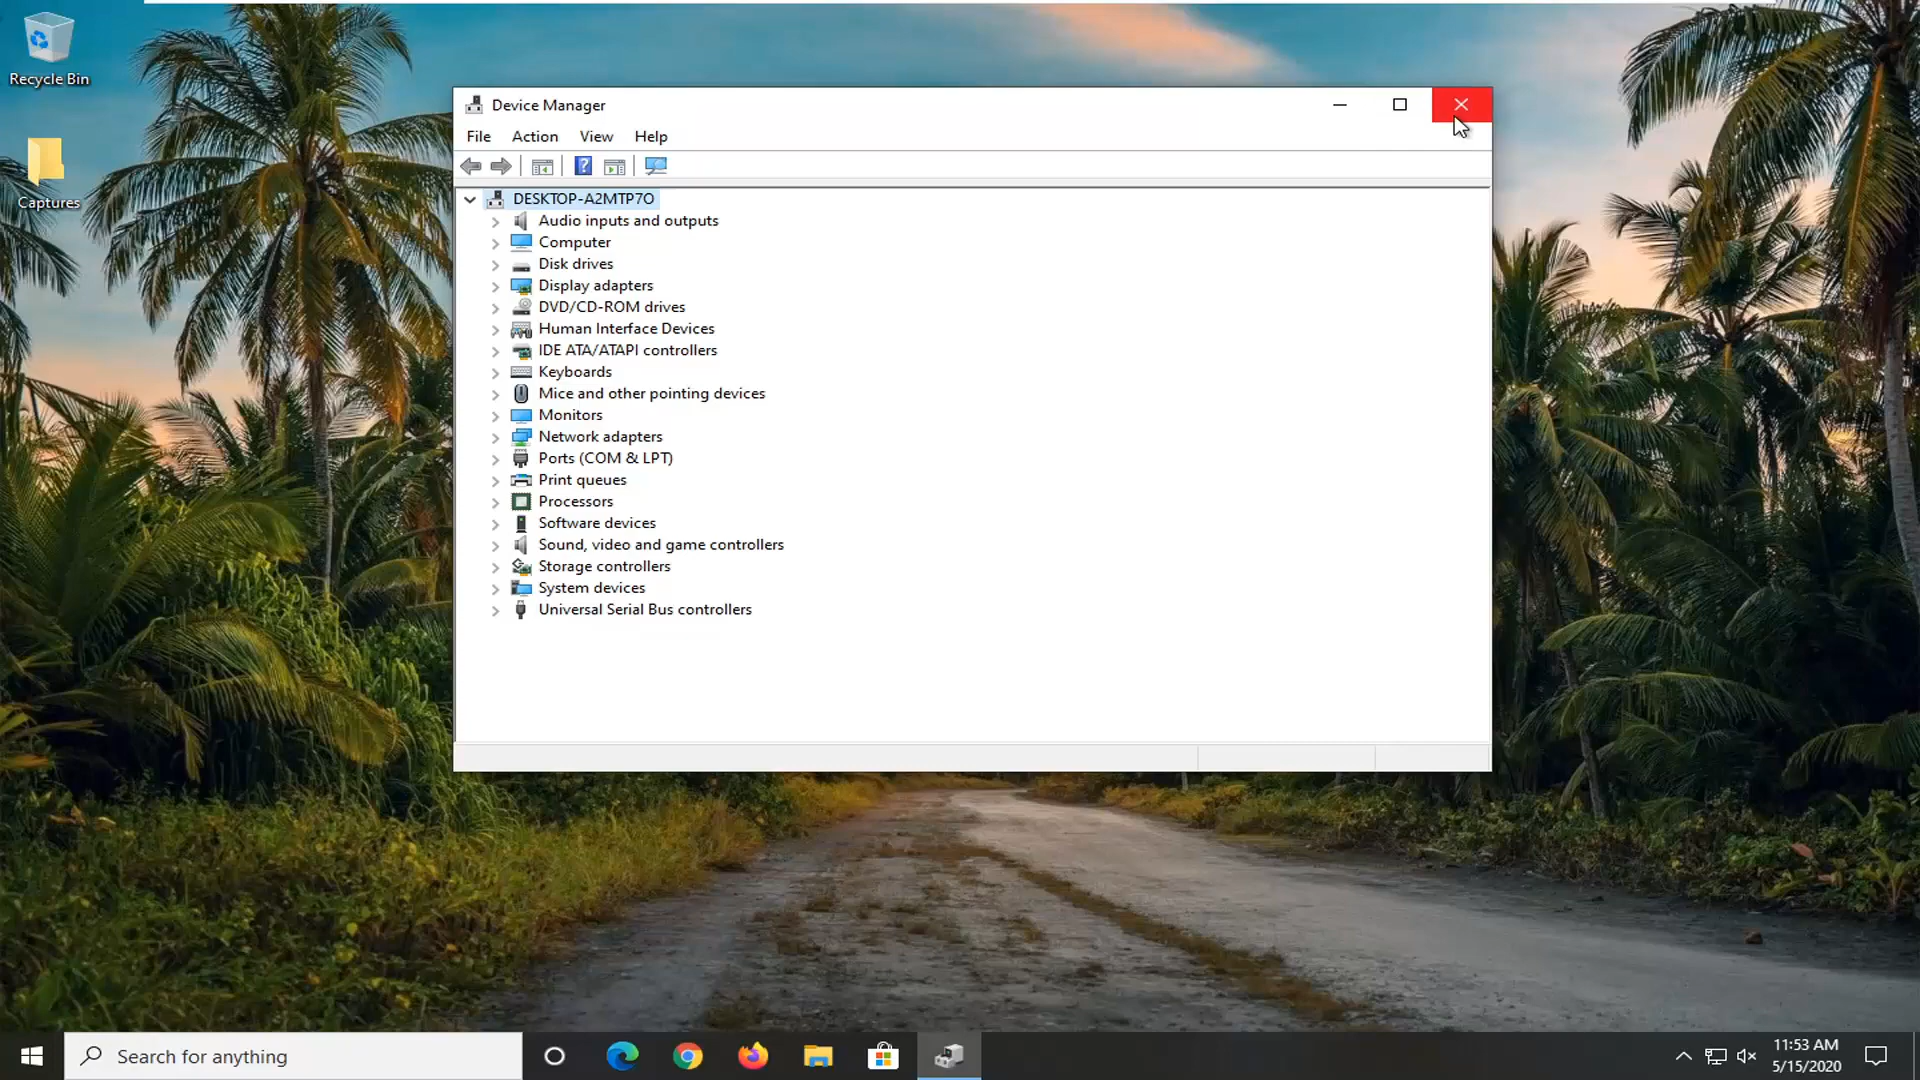 Recycle Bin
Captures
Device Manager
File Action View Help
DESKTOP-A2MTP7O
Audio inputs and outputs
Computer
Disk drives
Display adapters
DVD/CD-ROM drives
Human Interface Devices
IDE ATA/ATAPI controllers
Keyboards
Mice and other pointing devices
Monitors
Network adapters
Ports (COM & LPT)
Print queues
Processors
Software devices
Sound, video and game controllers
Storage controllers
System devices
Universal Serial Bus controllers
Search for anything
11:53 AM
5/15/2020